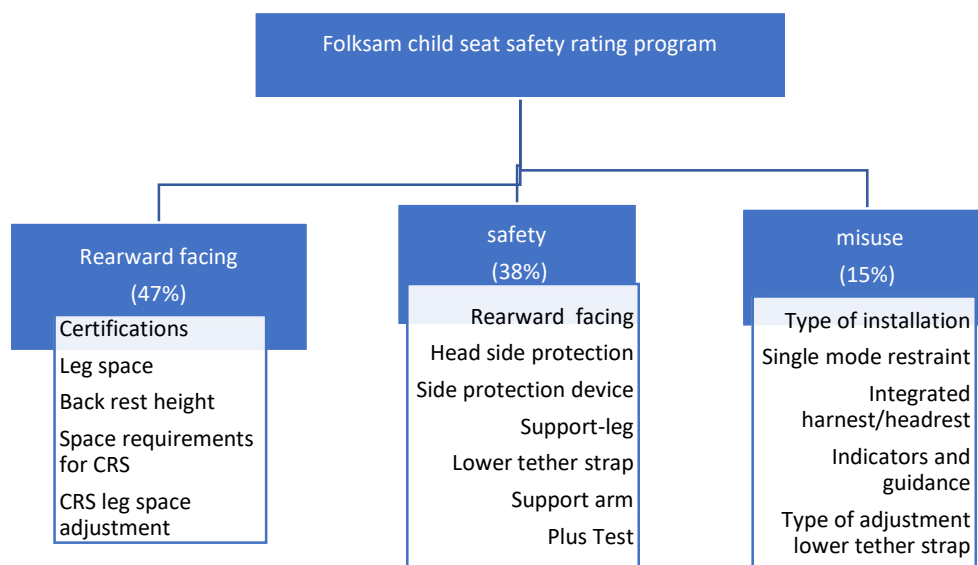 Folksam child seat safety rating program
Rearward facing
(47%)
Certifications
Leg space
Back rest height
Space requirements
for CRS
CRS leg space
adjustment
safety
(38%)
Rearward facing
Head side protection
Side protection device
Support-leg
Lower tether strap
Support arm
Plus Test
misuse
(15%)
Type of installation
Single mode restraint
Integrated
harnest/headrest
Indicators and
guidance
Type of adjustment
lower tether strap